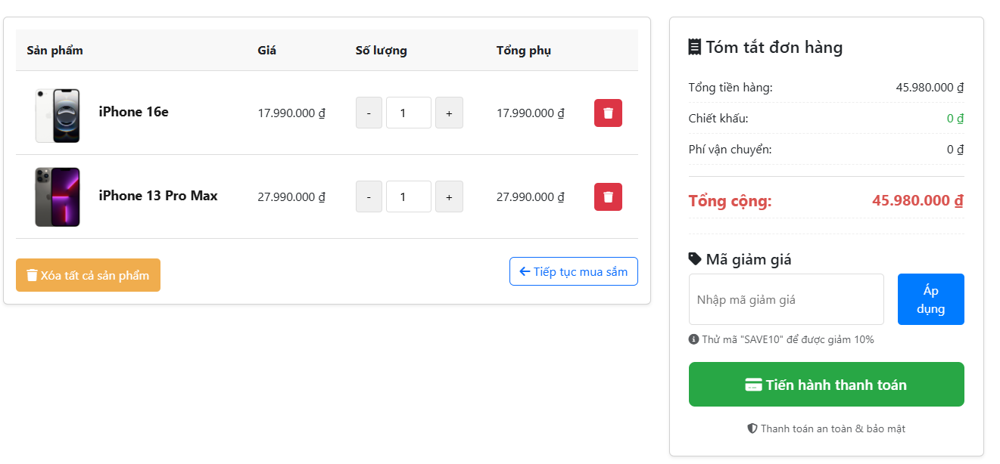 Sản phẩm Giá Số lượng Tổng phụ
iPhone 16e 17.990.000 ₫ - 1 + 17.990.000 ₫
iPhone 13 Pro Max 27.990.000 ₫ - 1 + 27.990.000 ₫
Xóa tất cả sản phẩm
Tiếp tục mua sắm
Tóm tắt đơn hàng
Tổng tiền hàng: 45.980.000 ₫
Chiết khấu: 0 ₫
Phí vận chuyển: 0 ₫
Tổng cộng: 45.980.000 ₫
Mã giảm giá
Nhập mã giảm giá
Áp
dụng
Thử mã "SAVE10" để được giảm 10%
Tiến hành thanh toán
Thanh toán an toàn & bảo mật